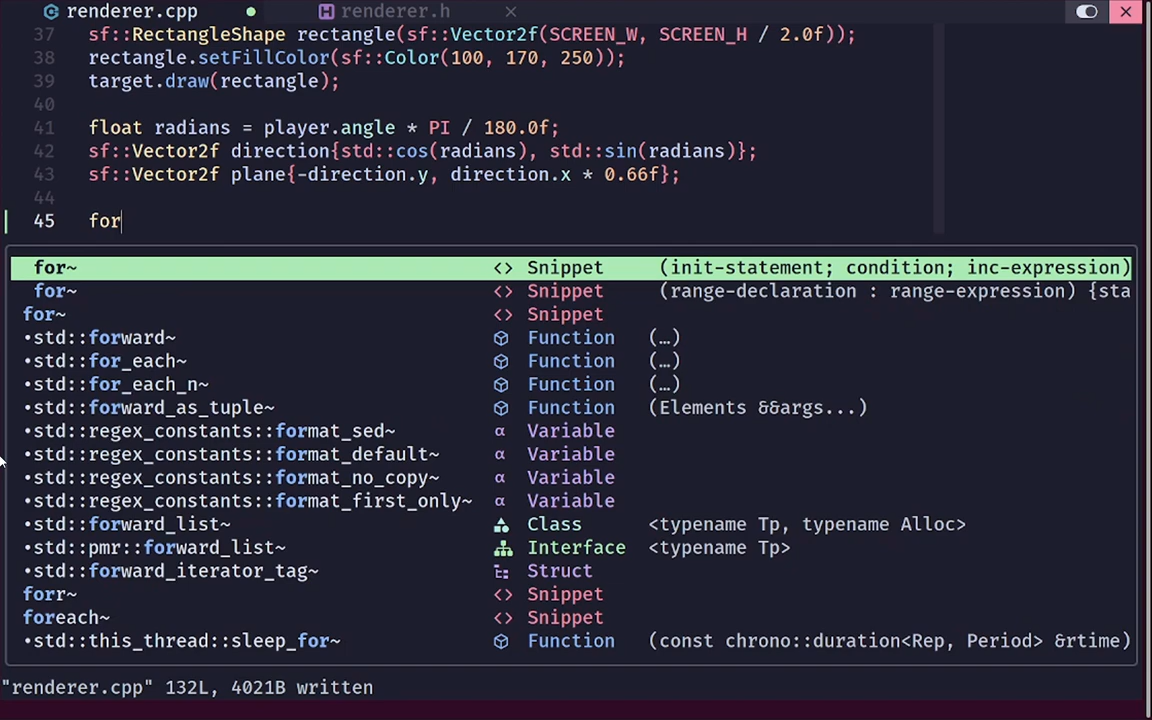 renderer.cpp renderer.h
37 sf::RectangleShape rectangle(sf::Vector2f(SCREEN_W, SCREEN_H / 2.0f));
38 rectangle.setFillColor(sf::Color(100, 170, 250));
39 target.draw(rectangle);
40
41 float radians = player.angle * PI / 180.0f;
42 sf::Vector2f direction{std::cos(radians), std::sin(radians)};
43 sf::Vector2f plane{-direction.y, direction.x * 0.66f};
44
45 for
for~ <> Snippet (init-statement; condition; inc-expression)
for~ <> Snippet (range-declaration : range-expression) {sta
for~ <> Snippet
•std::forward~ Function (…)
•std::for_each~ Function (…)
•std::for_each_n~ Function (…)
•std::forward_as_tuple~ Function (Elements &&args...)
•std::regex_constants::format_sed~ α Variable
•std::regex_constants::format_default~ α Variable
•std::regex_constants::format_no_copy~ α Variable
•std::regex_constants::format_first_only~ α Variable
•std::forward_list~ Class <typename Tp, typename Alloc>
•std::pmr::forward_list~ Interface <typename Tp>
•std::forward_iterator_tag~ Struct
forr~ <> Snippet
foreach~ <> Snippet
•std::this_thread::sleep_for~ Function (const chrono::duration<Rep, Period> &rtime)
"renderer.cpp" 132L, 4021B written